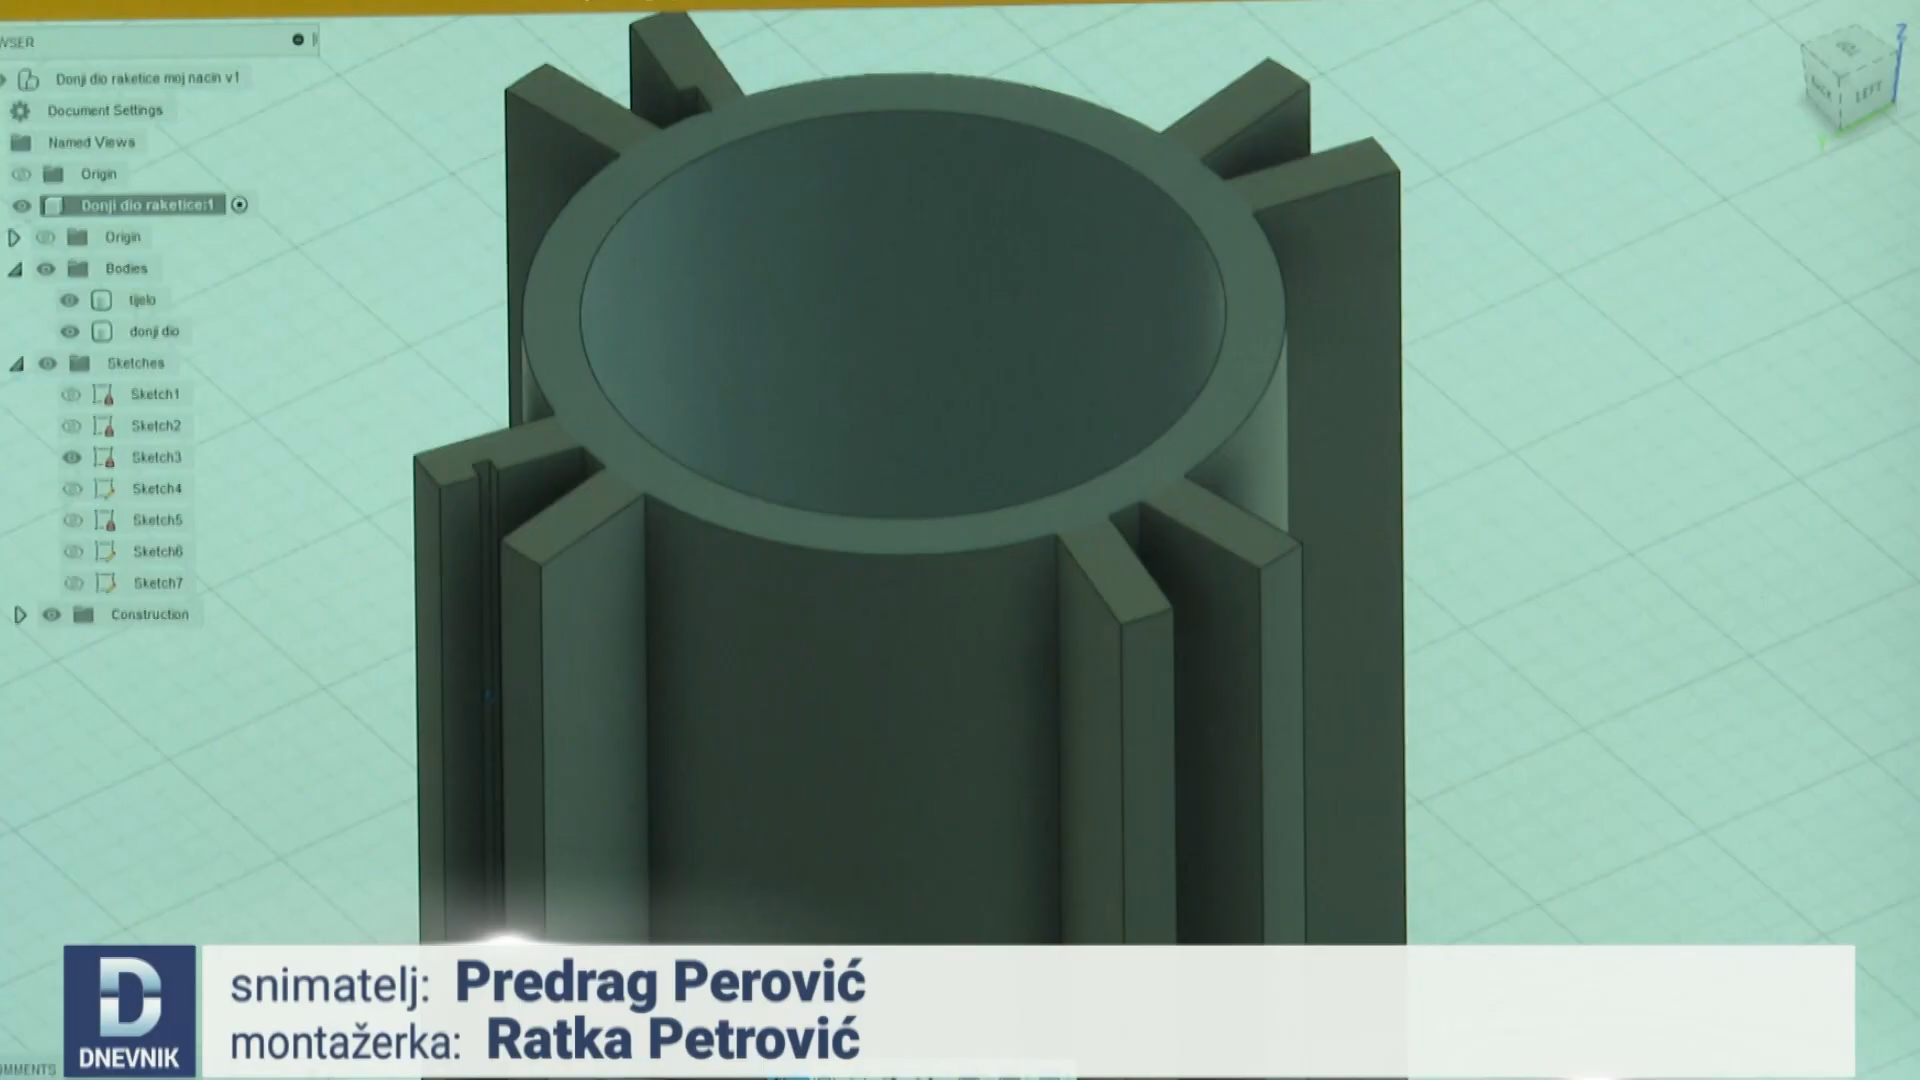 WSER
Donji dio raketice moj nacin v1
Document Settings
Named Views
Origin
Donji dio raketice:1
Origin
Bodies
tijelo
donji dio
Sketches
Sketch1
Sketch2
Sketch3
Sketch4
Sketch5
Sketch6
Sketch7
Construction
LEFT
Z
Y
snimatelj: Predrag Perović
montažerka: Ratka Petrović
D
DNEVNIK
OMMENTS